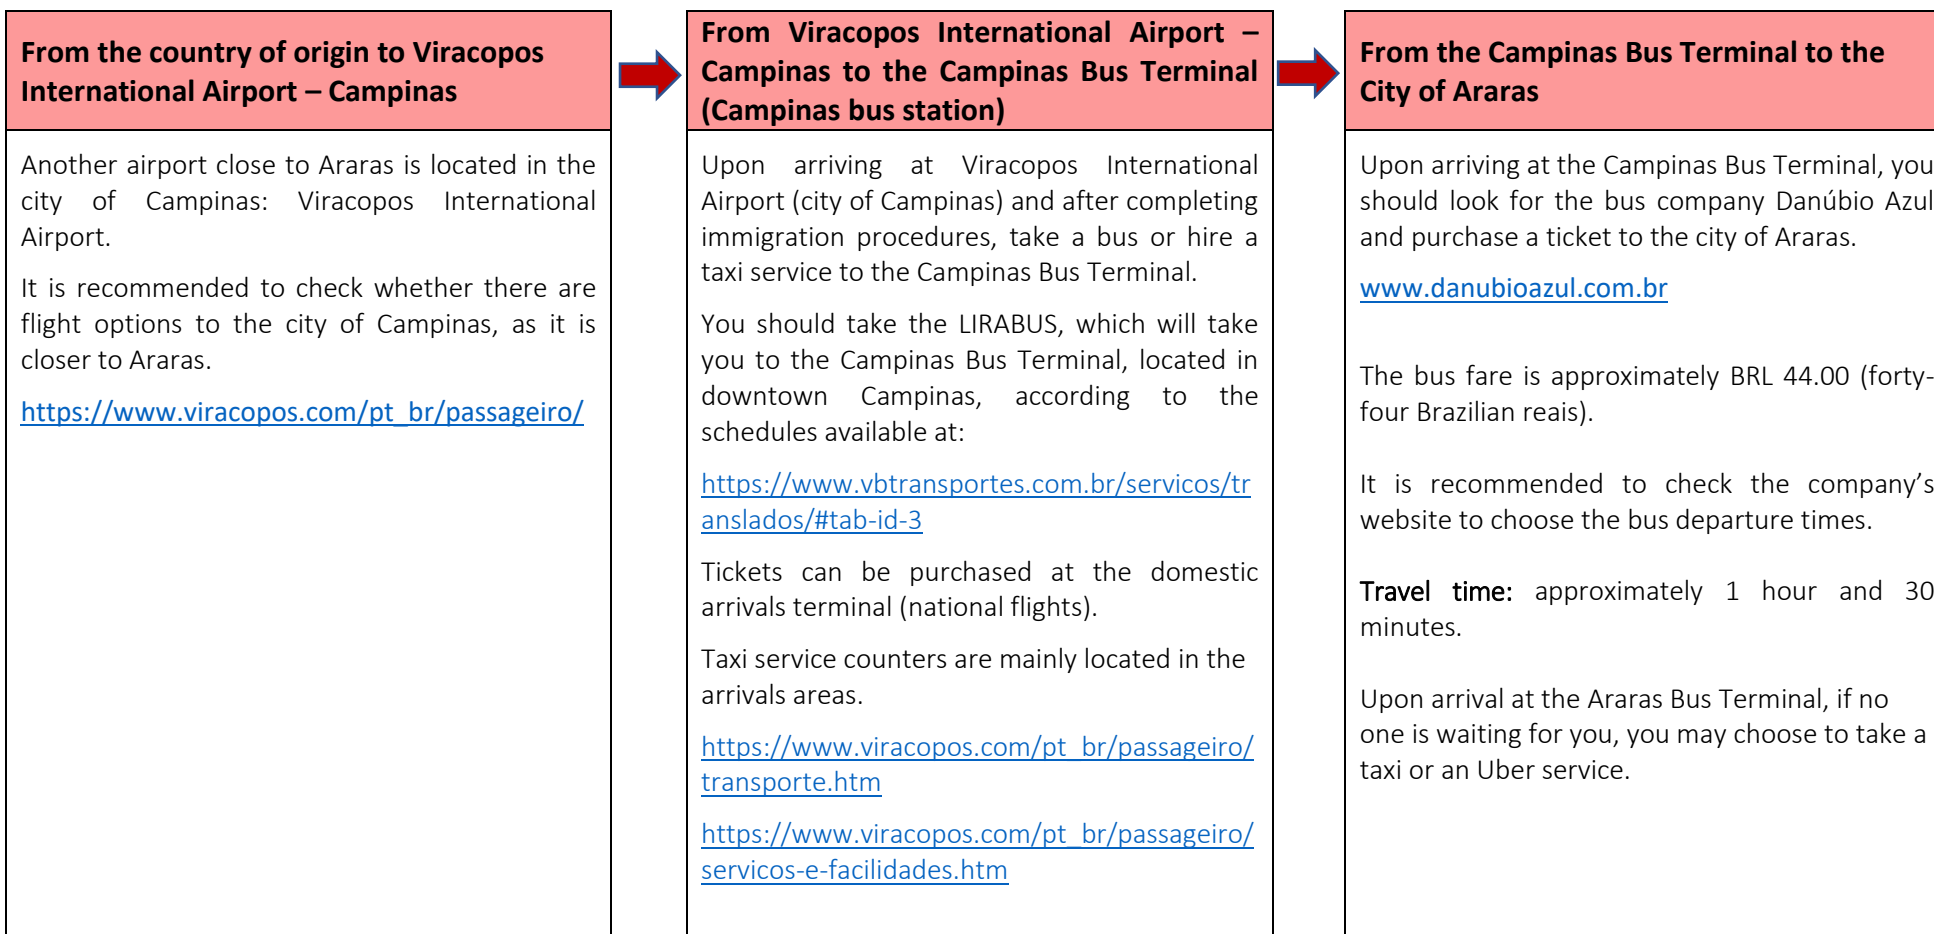 From the country of origin to Viracopos
International Airport – Campinas
Another airport close to Araras is located in the
city of Campinas: Viracopos International
Airport.
It is recommended to check whether there are
flight options to the city of Campinas, as it is
closer to Araras.
https://www.viracopos.com/pt_br/passageiro/
From Viracopos International Airport –
Campinas to the Campinas Bus Terminal
(Campinas bus station)
Upon arriving at Viracopos International
Airport (city of Campinas) and after completing
immigration procedures, take a bus or hire a
taxi service to the Campinas Bus Terminal.
You should take the LIRABUS, which will take
you to the Campinas Bus Terminal, located in
downtown Campinas, according to the
schedules available at:
https://www.vbtransportes.com.br/servicos/tr
anslados/#tab-id-3
Tickets can be purchased at the domestic
arrivals terminal (national flights).
Taxi service counters are mainly located in the
arrivals areas.
https://www.viracopos.com/pt_br/passageiro/
transporte.htm
https://www.viracopos.com/pt_br/passageiro/
servicos-e-facilidades.htm
From the Campinas Bus Terminal to the
City of Araras
Upon arriving at the Campinas Bus Terminal, you
should look for the bus company Danúbio Azul
and purchase a ticket to the city of Araras.
www.danubioazul.com.br
The bus fare is approximately BRL 44.00 (forty-
four Brazilian reais).
It is recommended to check the company’s
website to choose the bus departure times.
Travel time: approximately 1 hour and 30
minutes.
Upon arrival at the Araras Bus Terminal, if no
one is waiting for you, you may choose to take a
taxi or an Uber service.